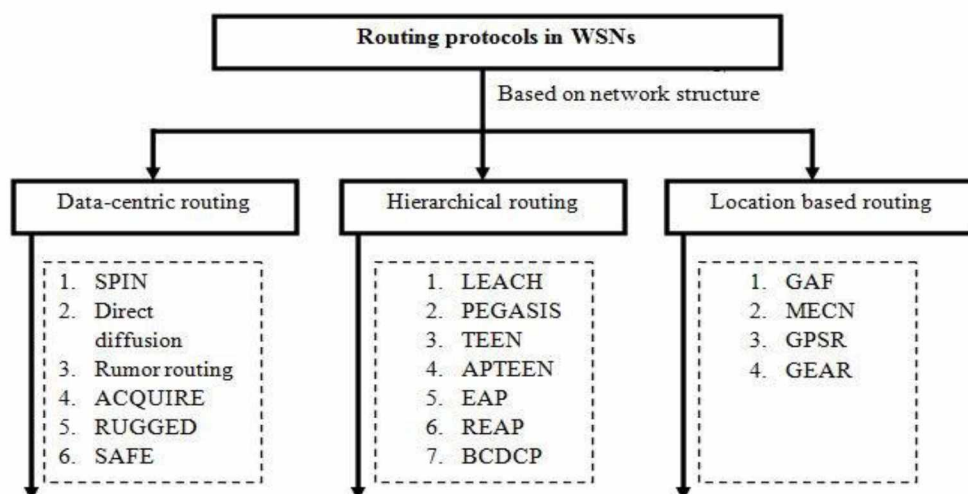 Routing protocols in WSNs
Based on network structure
Data-centric routing
1. SPIN
2. Direct
diffusion
3. Rumor routing
4. ACQUIRE
5. RUGGED
6. SAFE
Hierarchical routing
1. LEACH
2. PEGASIS
3. TEEN
4. APTEEN
5. EAP
6. REAP
7. BCDCP
Location based routing
1. GAF
2. MECN
3. GPSR
4. GEAR